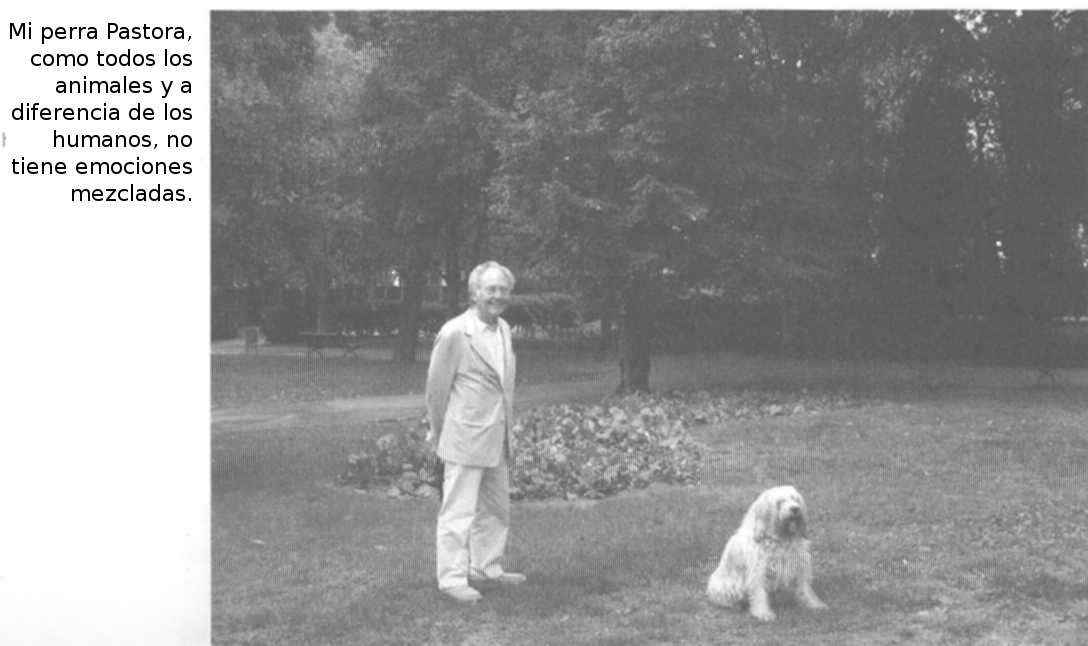 Mi perra Pastora,
como todos los
animales y a
diferencia de los
humanos, no
tiene emociones
mezcladas.